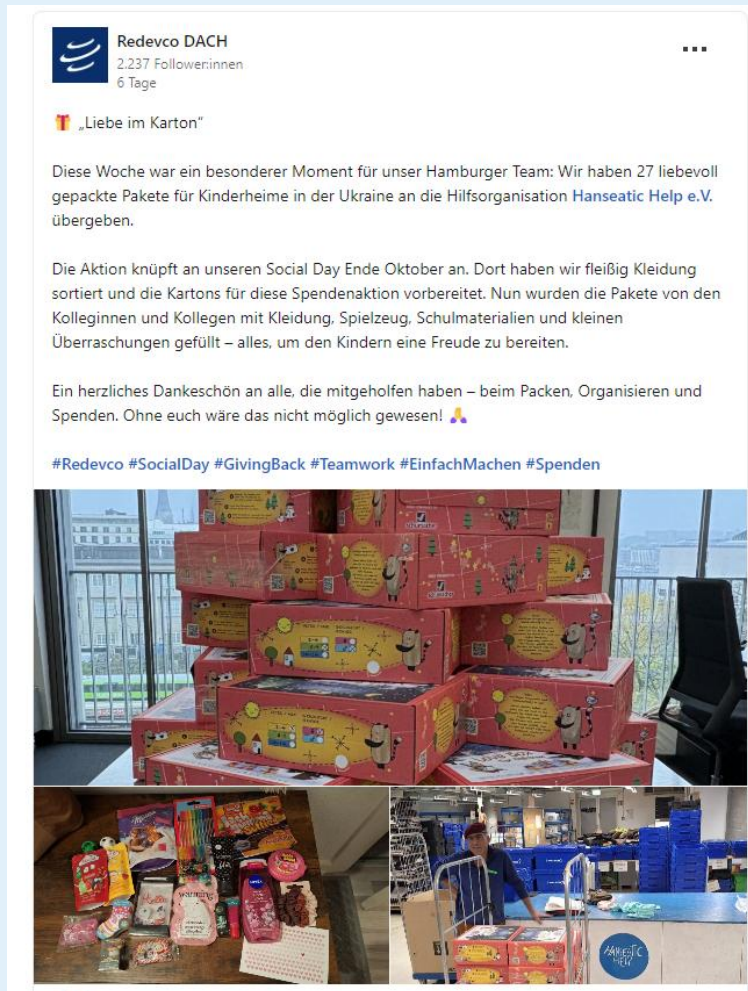 Redevco DACH
2.237 Follower:innen
6 Tage
🎁 „Liebe im Karton“
Diese Woche war ein besonderer Moment für unser Hamburger Team: Wir haben 27 liebevoll
gepackte Pakete für Kinderheime in der Ukraine an die Hilfsorganisation Hanseatic Help e.V.
übergeben.
Die Aktion knüpft an unseren Social Day Ende Oktober an. Dort haben wir fleißig Kleidung
sortiert und die Kartons für diese Spendenaktion vorbereitet. Nun wurden die Pakete von den
Kolleginnen und Kollegen mit Kleidung, Spielzeug, Schulmaterialien und kleinen
Überraschungen gefüllt – alles, um den Kindern eine Freude zu bereiten.
Ein herzliches Dankeschön an alle, die mitgeholfen haben – beim Packen, Organisieren und
Spenden. Ohne euch wäre das nicht möglich gewesen! 🙏
#Redevco #SocialDay #GivingBack #Teamwork #EinfachMachen #Spenden
Milka
NIVEA
HANSEATIC
HELP